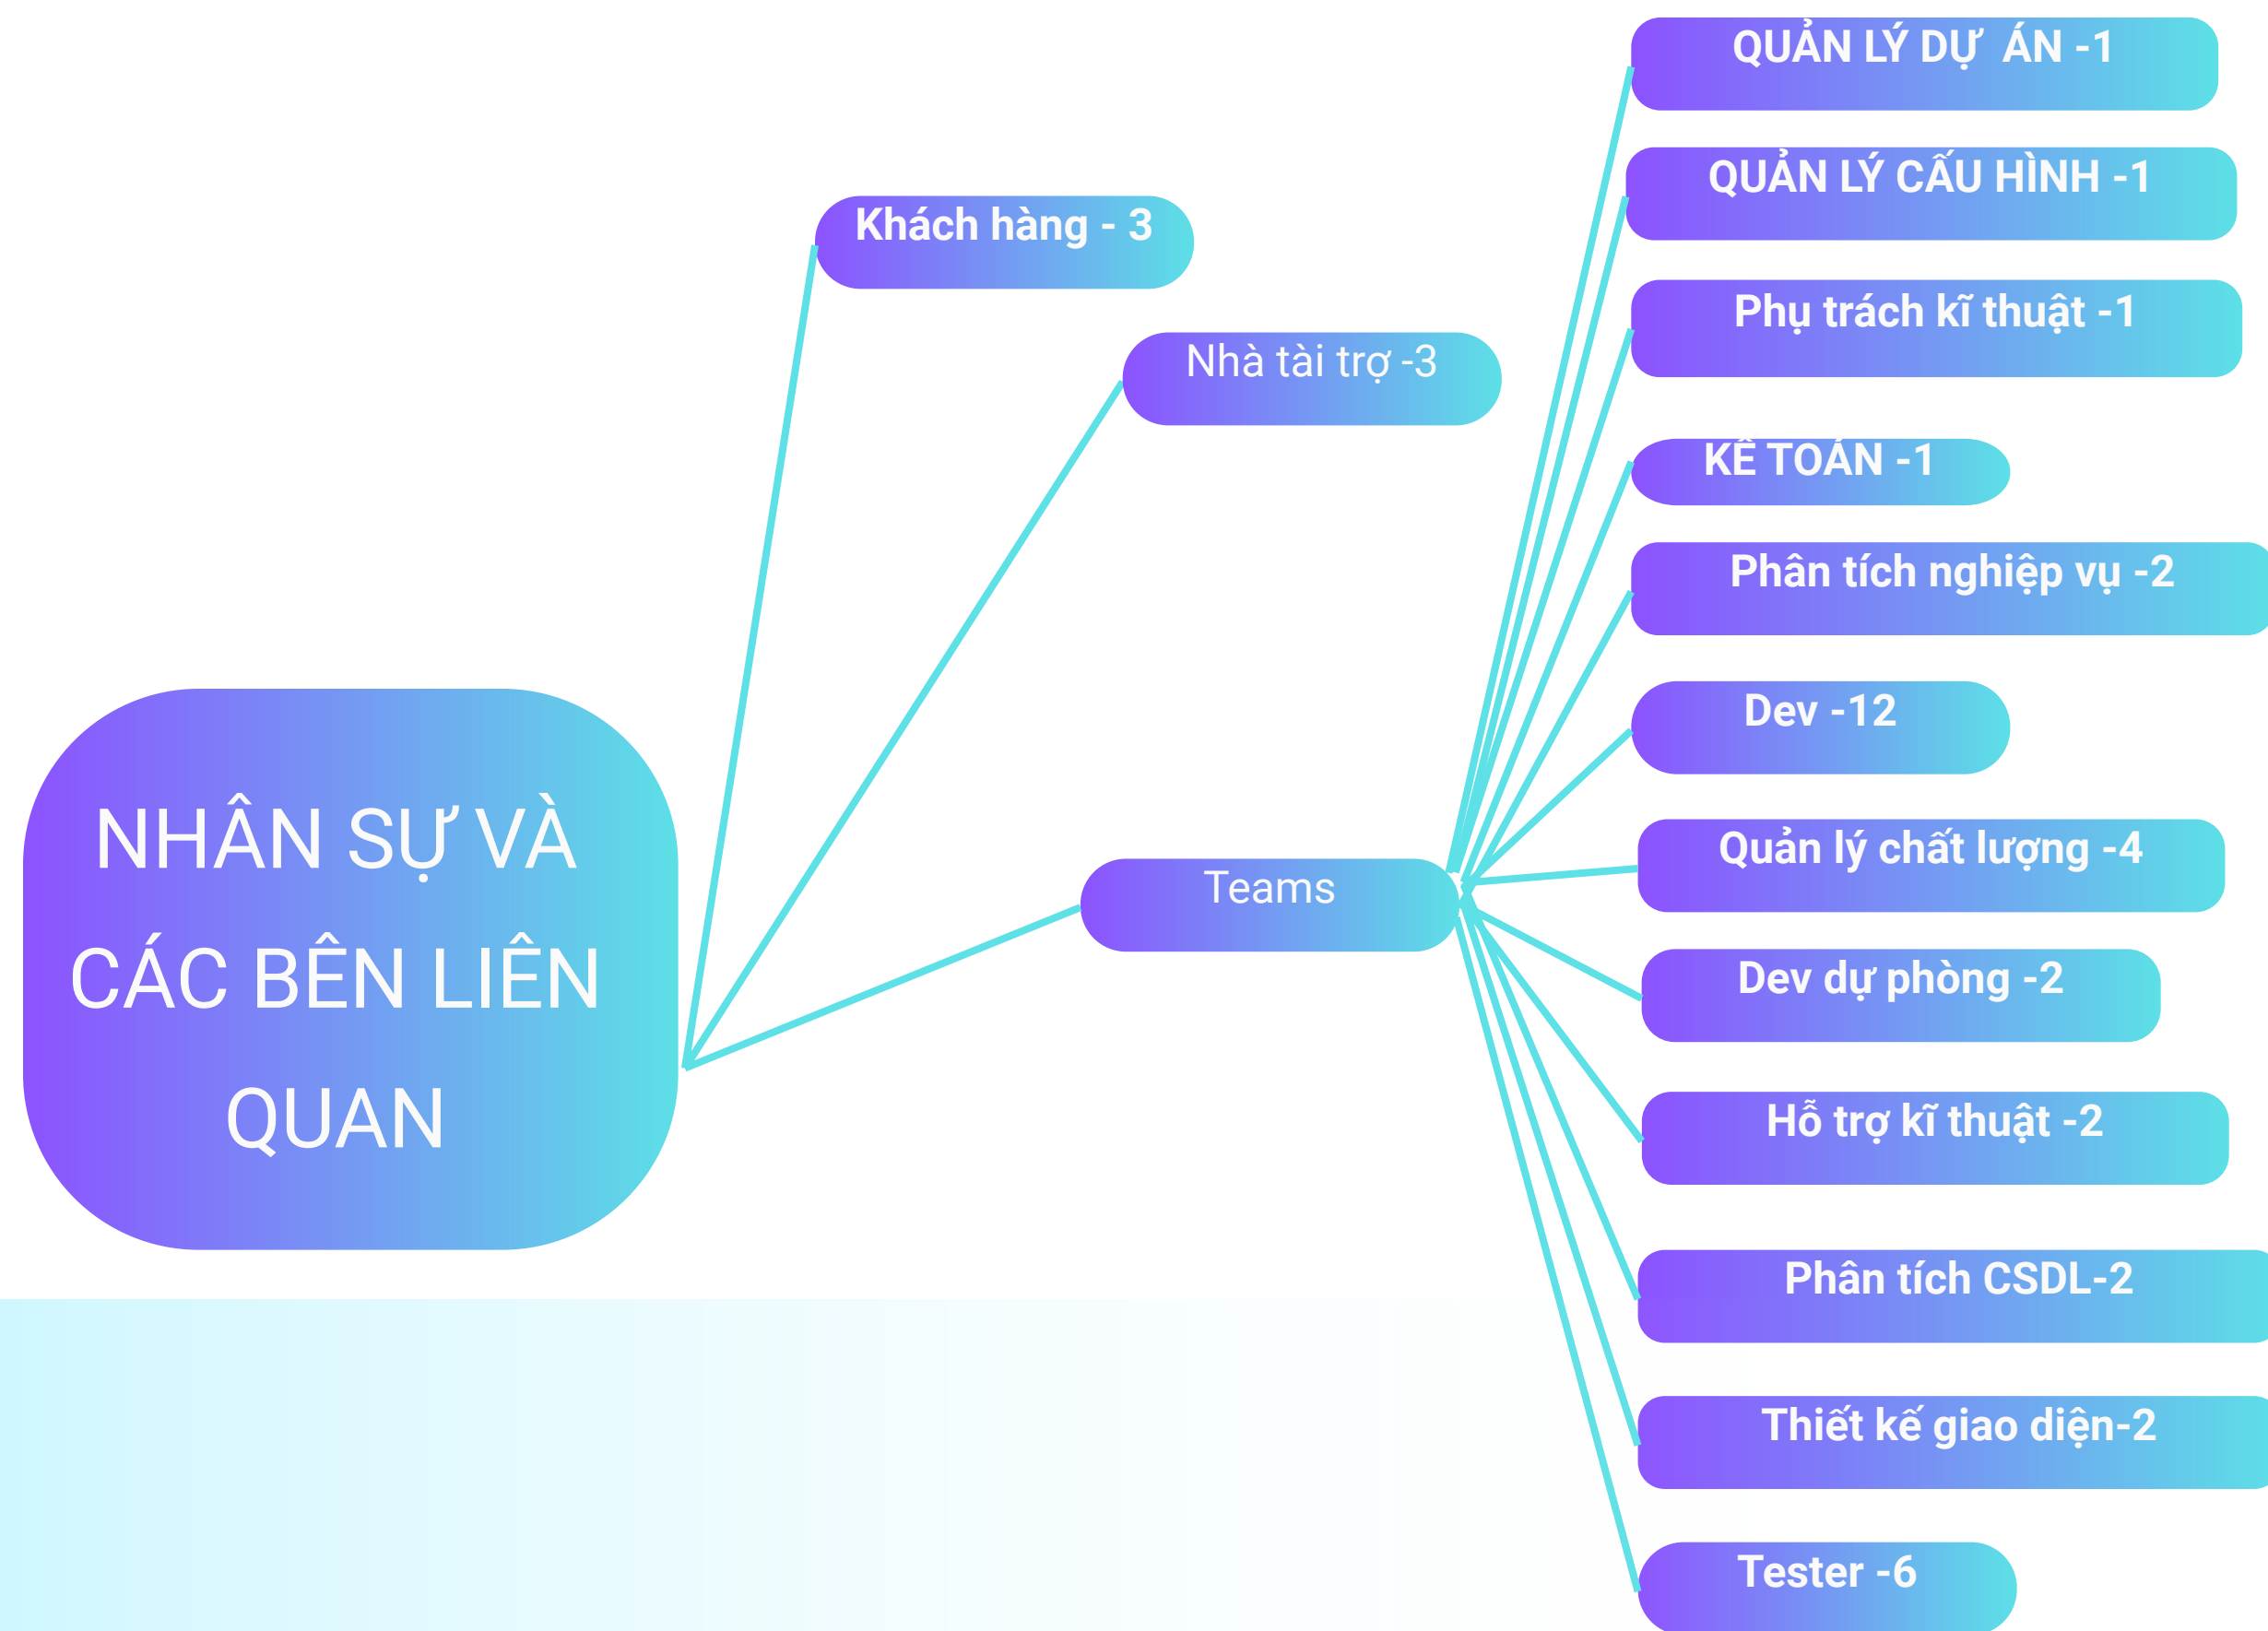 NHÂN SỰ VÀ
CÁC BÊN LIÊN
QUAN
Khách hàng - 3
Nhà tài trợ -3
Teams
QUẢN LÝ DỰ  ÁN -1
QUẢN LÝ CẤU HÌNH -1
Phụ trách kĩ thuật -1
KẾ TOÁN -1
Phân tích nghiệp vụ -2
Dev -12
Quản lý chất lượng -4
Dev dự phòng -2
Hỗ trợ kĩ thuật -2
Phân tích CSDL-2
Thiết kế giao diện-2
Tester -6